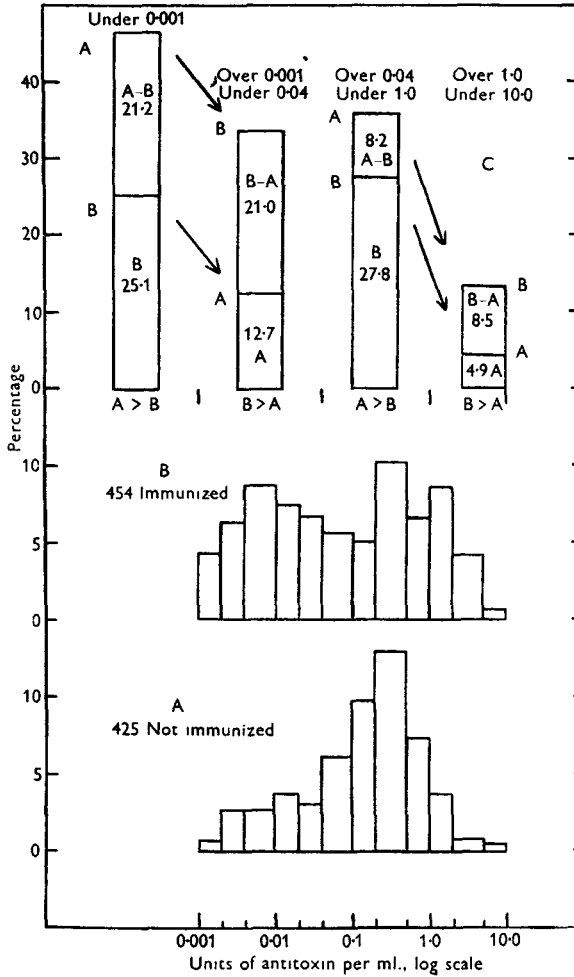 Under 0·001
Over 0·001
Under 0·04
Over 0·04
Under 1·0
Over 1·0
Under 10·0
A
A-B
21·2
B
B
25·1
B
B-A
21·0
A
12·7
A
A
8·2
A-B
B
B
27·8
C
B-A
8·5
B
A
4·9 A
40
30
20
10
0
A > B
B > A
A > B
B > A
Percentage
B
454 Immunized
10
5
0
A
425 Not immunized
10
5
0
0·001
0·01
0·1
1·0
10·0
Units of antitoxin per ml., log scale